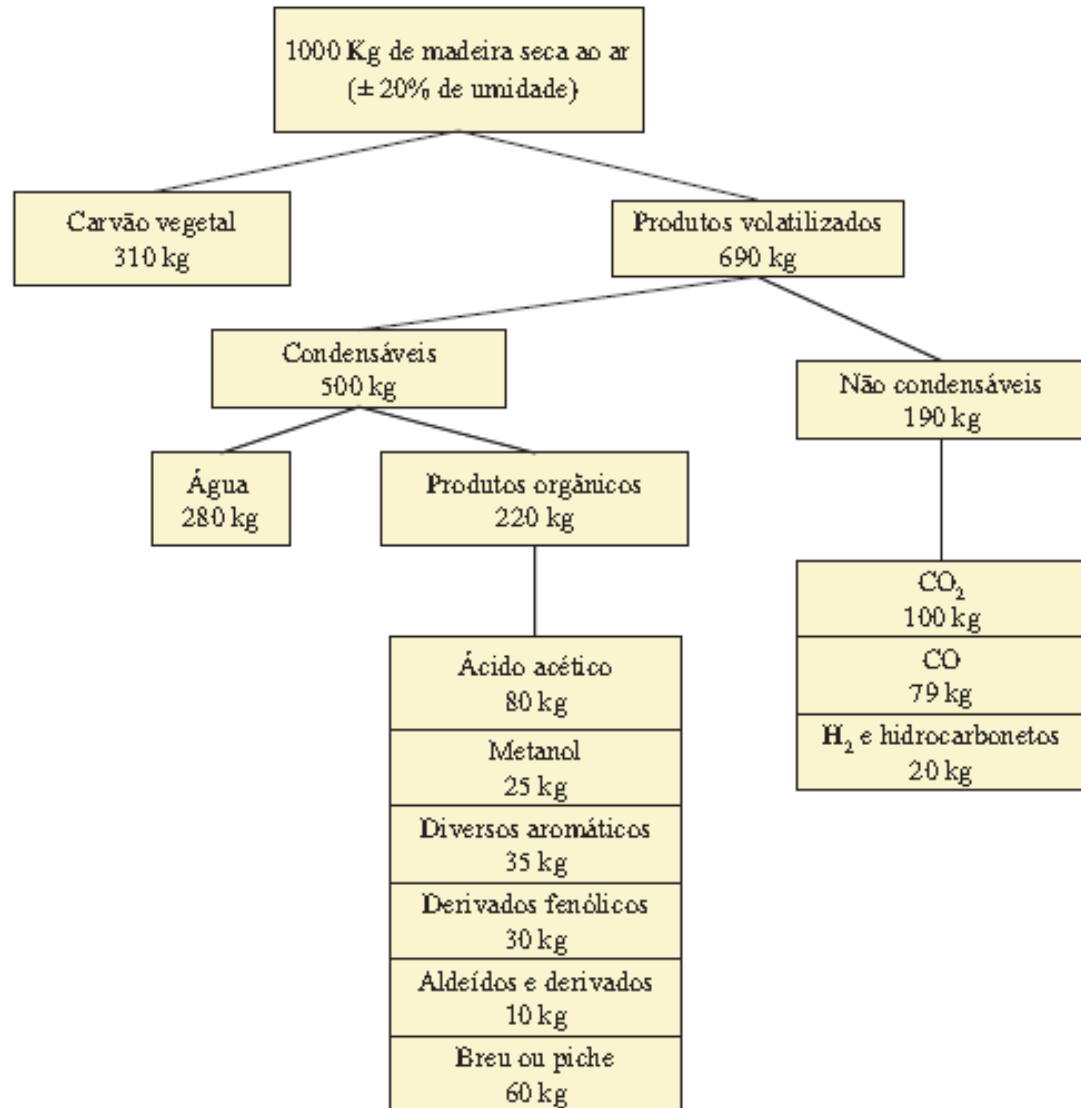 1000 Kg de madeira seca ao ar
(± 20% de umidade)
Carvão vegetal
310 kg
Produtos volatilizados
690 kg
Condensáveis
500 kg
Não condensáveis
190 kg
Água
280 kg
Produtos orgânicos
220 kg
CO₂
100 kg
CO
79 kg
H₂ e hidrocarbonetos
20 kg
Ácido acético
80 kg
Metanol
25 kg
Diversos aromáticos
35 kg
Derivados fenólicos
30 kg
Aldeídos e derivados
10 kg
Breu ou piche
60 kg